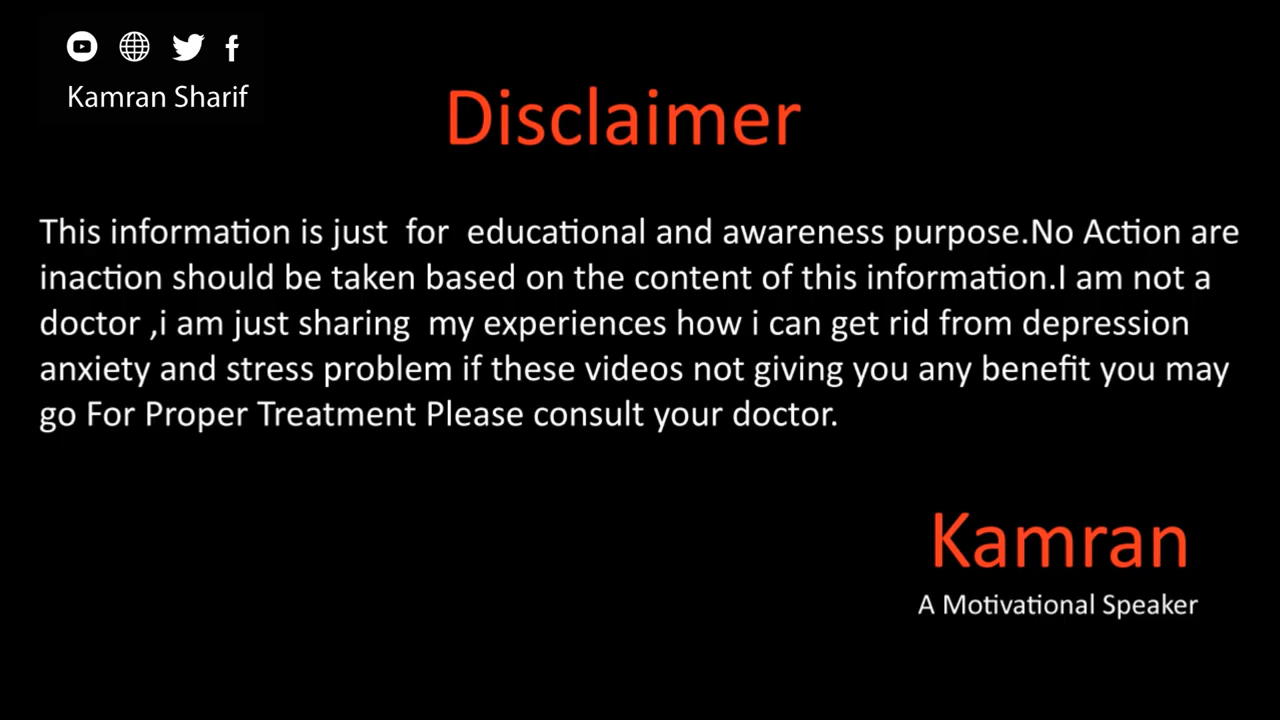 Kamran Sharif
Disclaimer
This information is just for educational and awareness purpose.No Action are
inaction should be taken based on the content of this information.I am not a
doctor ,i am just sharing my experiences how i can get rid from depression
anxiety and stress problem if these videos not giving you any benefit you may
go For Proper Treatment Please consult your doctor.
Kamran
A Motivational Speaker